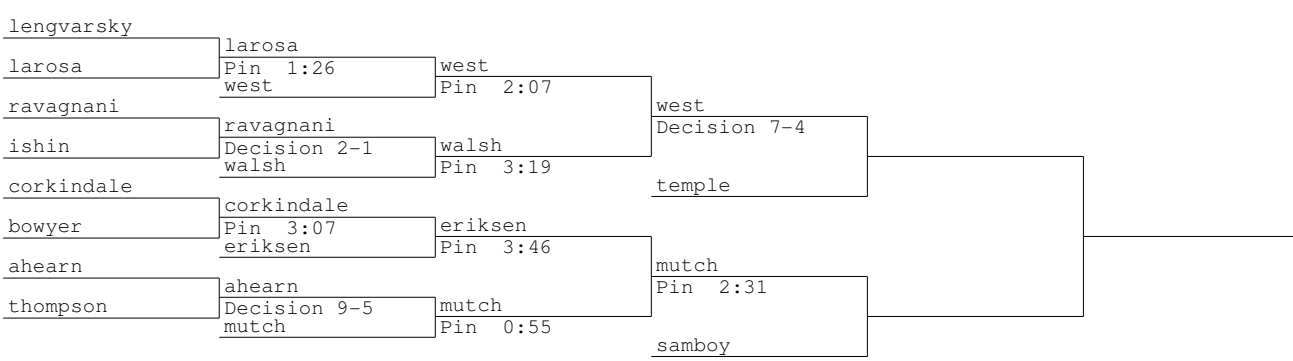 lengvarsky
larosa
larosa
Pin 1:26
west
west
Pin 2:07
ravagnani
ishin
ravagnani
Decision 2-1
walsh
walsh
Pin 3:19
west
Decision 7-4
temple
corkindale
bowyer
corkindale
Pin 3:07
eriksen
eriksen
Pin 3:46
ahearn
thompson
ahearn
Decision 9-5
mutch
mutch
Pin 0:55
mutch
Pin 2:31
samboy